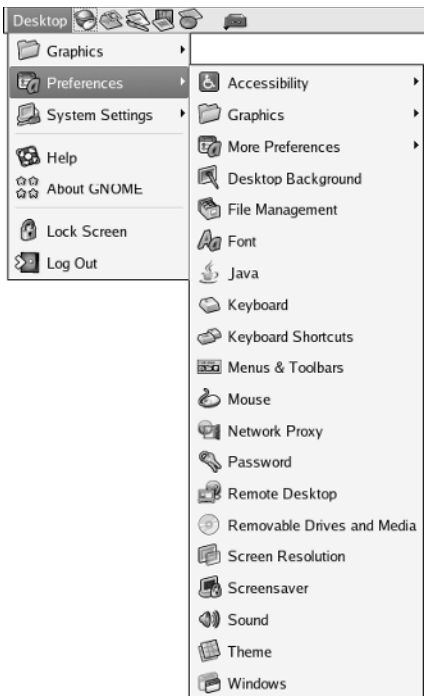 Desktop
Graphics
Preferences
System Settings
Help
About GNOME
Lock Screen
Log Out
Accessibility
Graphics
More Preferences
Desktop Background
File Management
Font
Java
Keyboard
Keyboard Shortcuts
Menus & Toolbars
Mouse
Network Proxy
Password
Remote Desktop
Removable Drives and Media
Screen Resolution
Screensaver
Sound
Theme
Windows